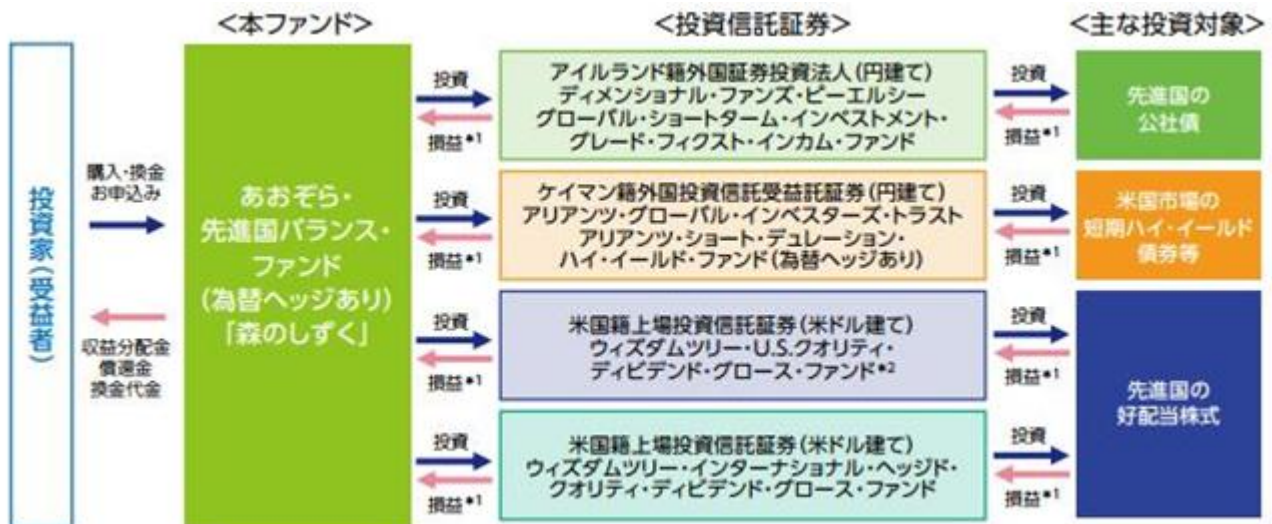 <本ファンド>
<投資信託証券>
<主な投資対象>
投資家(受益者)
購入・換金
お申込み
収益分配金
償還金
換金代金
あおぞら・
先進国バランス・
ファンド
(為替ヘッジあり)
「森のしずく」
投資
損益*1
アイルランド籍外国証券投資法人(円建て)
ディメンショナル・ファンズ・ピーエルシー
グローバル・ショートターム・インベストメント・
グレード・フィクスト・インカム・ファンド
投資
損益*1
先進国の
公社債
投資
損益*1
ケイマン籍外国投資信託受益証券(円建て)
アリアンツ・グローバル・インベスターズ・トラスト
アリアンツ・ショート・デュレーション・
ハイ・イールド・ファンド(為替ヘッジあり)
投資
損益*1
米国市場の
短期ハイ・イールド
債券等
投資
損益*1
米国籍上場投資信託証券(米ドル建て)
ウィズダムツリー・U.S.クオリティ・
ディビデンド・グロース・ファンド*2
投資
損益*1
先進国の
好配当株式
投資
損益*1
米国籍上場投資信託証券(米ドル建て)
ウィズダムツリー・インターナショナル・ヘッジド・
クオリティ・ディビデンド・グロース・ファンド
投資
損益*1